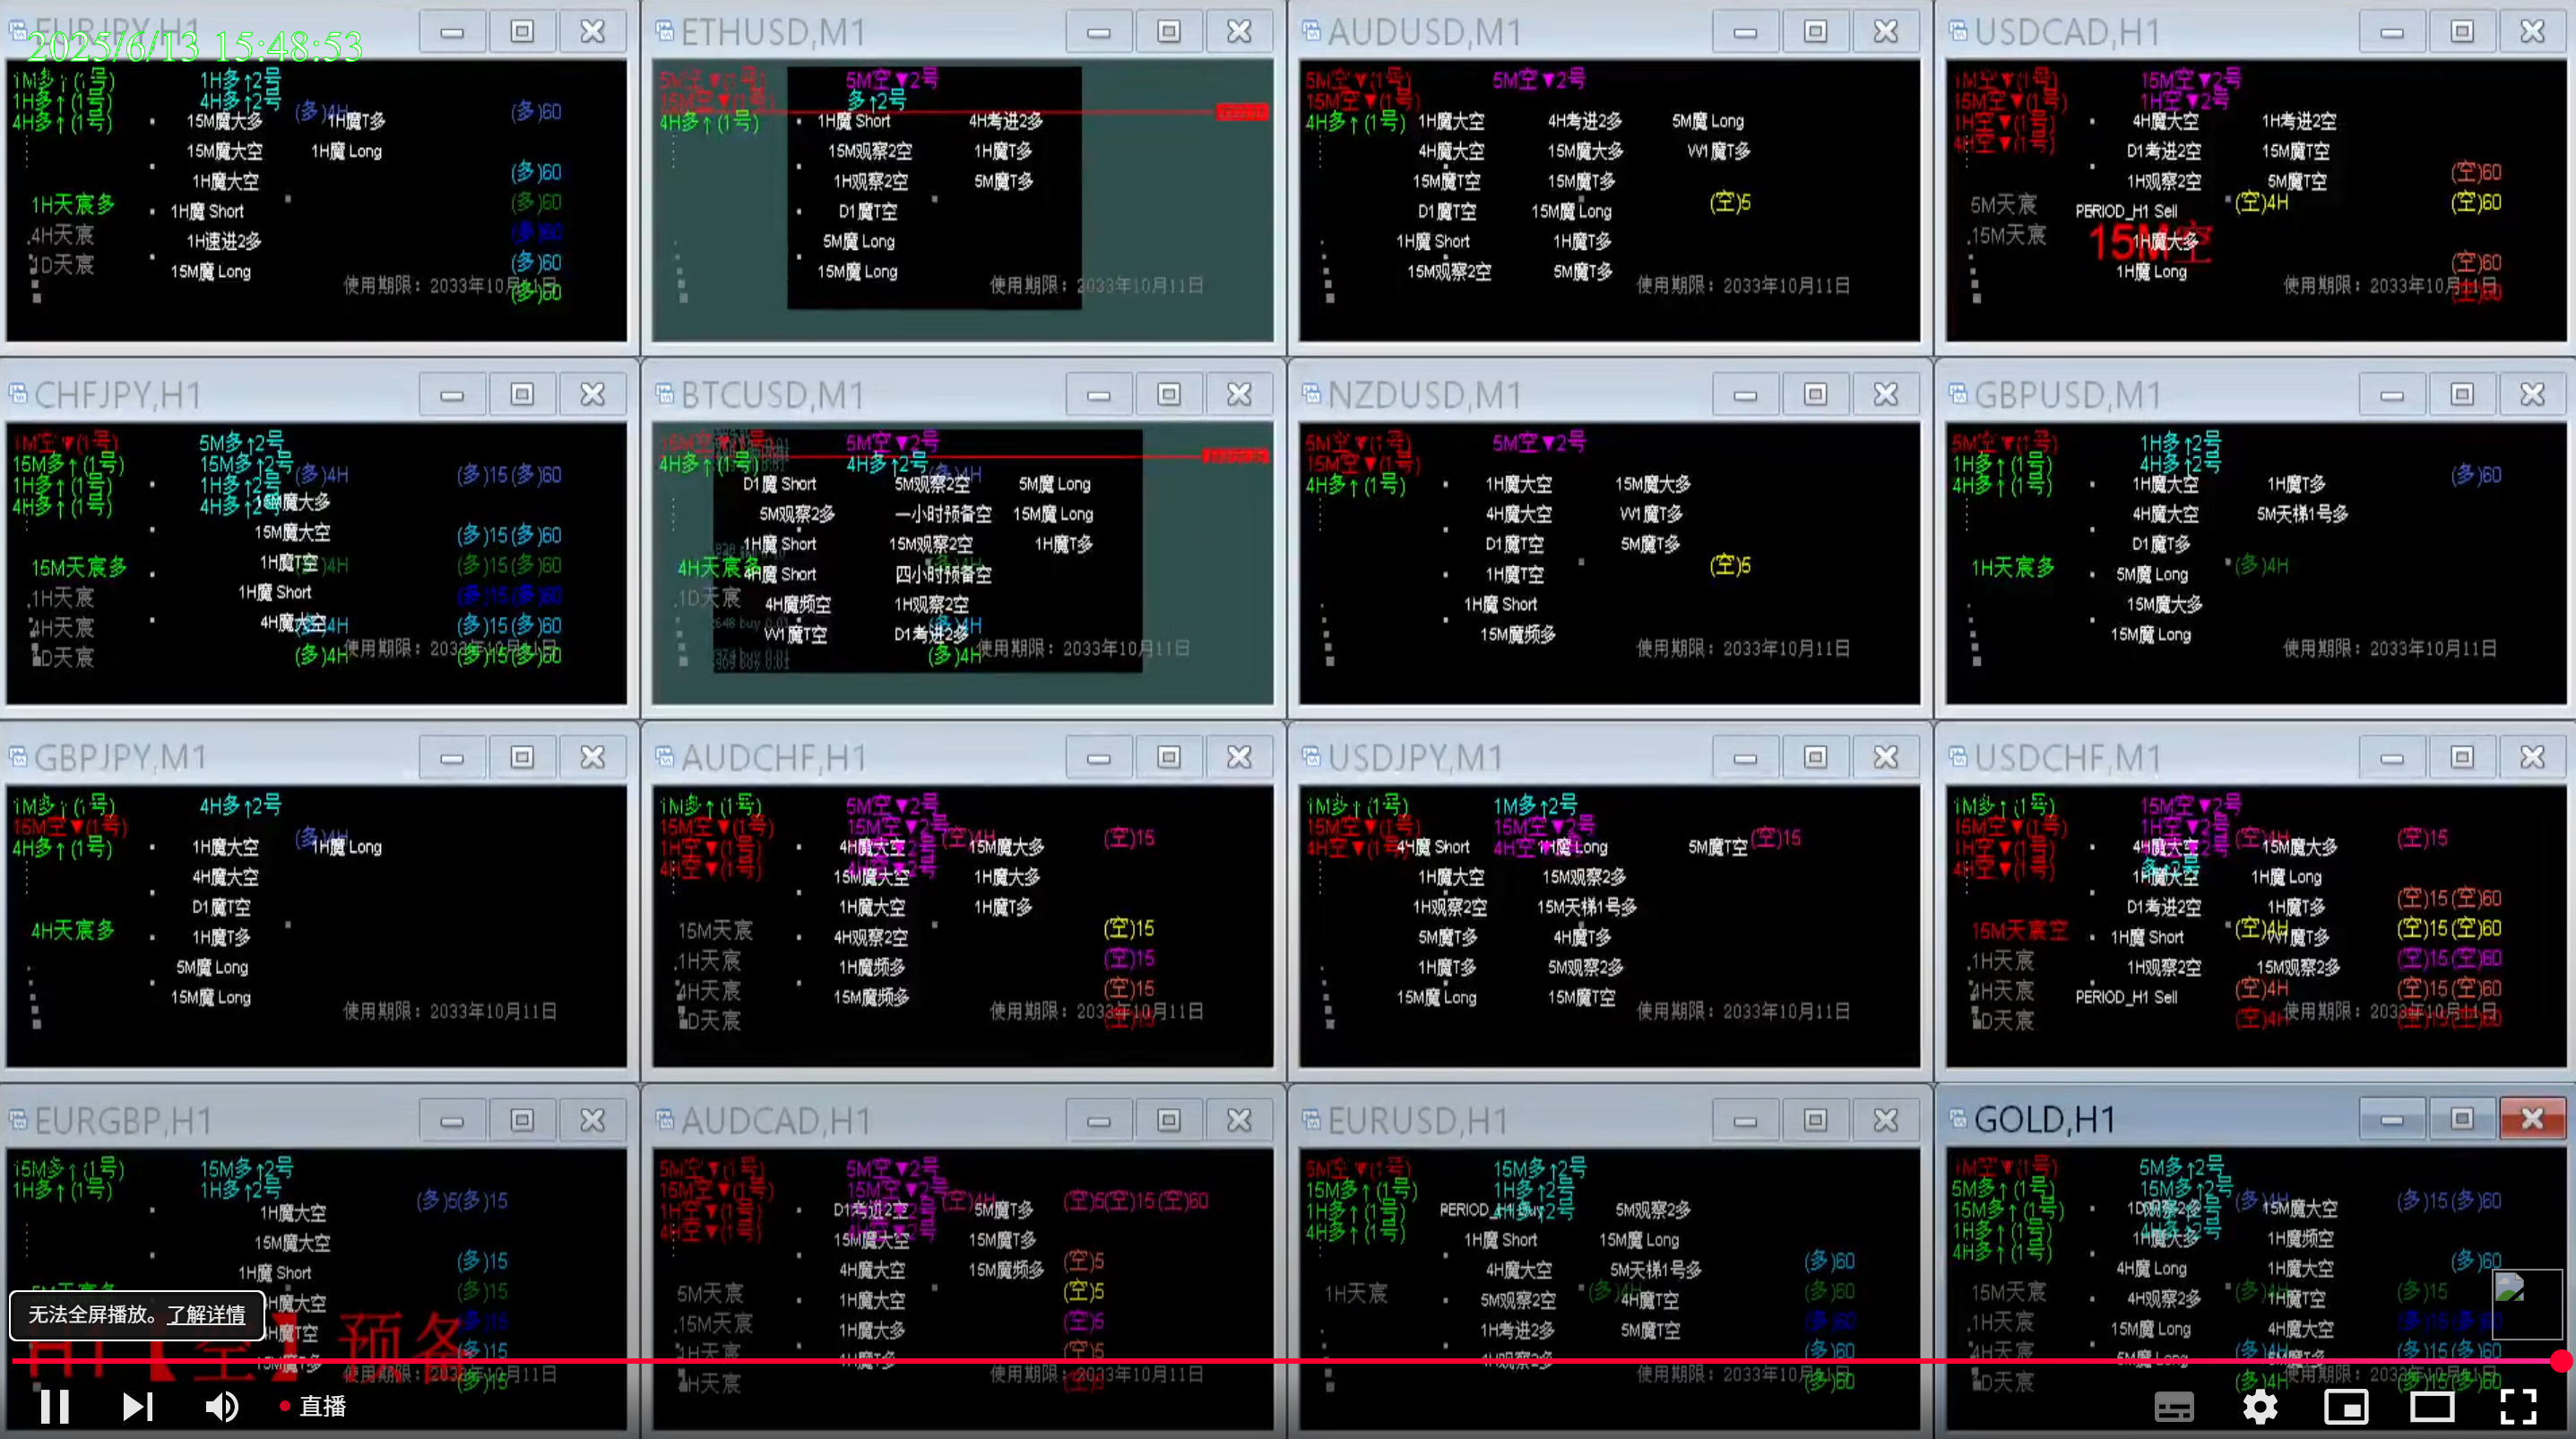 EURJPY,H1
2025/6/13 15:48:53
1M多↑(1号)
1H多↑(1号)
4H多↑(1号)
1H多↑2号
4H多↑2号
(多)4H
(多)60
15M魔大多
1H魔T多
15M魔大空
1H魔 Long
1H魔大空
(多)60
1H天宸多
1H魔 Short
(多)60
4H天宸
1H速进2多
(多)60
1D天宸
15M魔 Long
(多)60
使用期限：2033年10月11日
(多)60
ETHUSD,M1
15M空▼(1号)
4H多↑(1号)
5M空▼2号
多↑2号
1H魔 Short
4H考进2多
15M观察2空
1H魔T多
1H观察2空
5M魔T多
D1魔T空
5M魔 Long
15M魔 Long
使用期限：2033年10月11日
AUDUSD,M1
5M空▼(1号)
15M空▼(1号)
4H多↑(1号)
5M空▼2号
1H魔大空
4H考进2多
5M魔 Long
4H魔大空
15M魔大多
W1魔T多
15M魔T空
15M魔T多
D1魔T空
15M魔 Long
(空)5
1H魔 Short
1H魔T多
15M观察2空
5M魔T多
使用期限：2033年10月11日
USDCAD,H1
1M空▼(1号)
15M空▼(1号)
1H空▼(1号)
4H空▼(1号)
15M空▼2号
1H空▼2号
4H魔大空
1H考进2空
D1考进2空
15M魔T空
1H观察2空
5M魔T空
(空)60
5M天宸
PERIOD_H1 Sell
(空)4H
(空)60
15M天宸
15M空
1H魔大多
(空)60
1H魔 Long
使用期限：2033年10月11日
(空)60
CHFJPY,H1
1M空▼(1号)
15M多↑(1号)
1H多↑(1号)
4H多↑(1号)
5M多↑2号
15M多↑2号
1H多↑2号
4H多↑2号
(多)4H
(多)15(多)60
15M魔大多
15M魔大空
(多)15(多)60
15M天宸多
1H魔T空
(多)4H
(多)15(多)60
1H天宸
1H魔 Short
(多)15(多)60
4H天宸
4H魔大空
(多)4H
(多)15(多)60
1D天宸
(多)4H
使用期限：2033年10月11日
(多)15(多)60
BTCUSD,M1
15M空▼(1号)
4H多↑(1号)
5M空▼2号
4H多↑2号
(多)4H
D1魔 Short
5M观察2空
5M魔 Long
5M观察2多
一小时预备空
15M魔 Long
1H魔 Short
15M观察2空
1H魔T多
4H天宸多
4H魔 Short
四小时预备空
1D天宸
4H魔频空
1H观察2空
W1魔T空
D1考进2多
(多)4H
使用期限：2033年10月11日
NZDUSD,M1
5M空▼(1号)
15M空▼(1号)
4H多↑(1号)
5M空▼2号
1H魔大空
15M魔大多
4H魔大空
W1魔T多
D1魔T空
5M魔T多
1H魔T空
(空)5
1H魔 Short
15M魔频多
使用期限：2033年10月11日
GBPUSD,M1
5M空▼(1号)
1H多↑(1号)
4H多↑(1号)
1H多↑2号
4H多↑2号
(多)60
1H魔大空
1H魔T多
4H魔大空
5M天梯1号多
D1魔T多
1H天宸多
5M魔 Long
(多)4H
15M魔大多
15M魔 Long
使用期限：2033年10月11日
GBPJPY,M1
1M多↑(1号)
15M空▼(1号)
4H多↑(1号)
4H多↑2号
(多)4H
1H魔大空
1H魔 Long
4H魔大空
D1魔T空
4H天宸多
1H魔T多
5M魔 Long
15M魔 Long
使用期限：2033年10月11日
AUDCHF,H1
1M多↑(1号)
15M空▼(1号)
1H空▼(1号)
4H空▼(1号)
5M空▼2号
15M空▼2号
(空)4H
(空)15
4H魔大空
15M魔大多
15M魔大空
1H魔大多
1H魔大空
1H魔T多
15M天宸
4H观察2空
(空)15
1H天宸
1H魔频多
(空)15
4H天宸
15M魔频多
(空)15
1D天宸
使用期限：2033年10月11日
(空)15
USDJPY,M1
1M多↑(1号)
15M空▼(1号)
4H空▼(1号)
1M多↑2号
15M空▼2号
4H空▼2号
(空)15
4H魔 Short
1H魔 Long
5M魔T空
1H魔大空
15M观察2多
1H观察2空
15M天梯1号多
5M魔T多
4H魔T多
1H魔T多
5M观察2多
15M魔 Long
15M魔T空
使用期限：2033年10月11日
USDCHF,M1
1M多↑(1号)
15M空▼(1号)
1H空▼(1号)
4H空▼(1号)
15M空▼2号
1H空▼2号
多↑2号
(空)4H
(空)15
4H魔大空
15M魔大多
1H魔大空
1H魔 Long
(空)15(空)60
D1考进2空
1H魔T多
15M天宸空
1H魔 Short
(空)4H
W1魔T多
(空)15(空)60
1H天宸
1H观察2空
15M观察2多
(空)15(空)60
4H天宸
PERIOD_H1 Sell
(空)4H
(空)15(空)60
1D天宸
(空)4H
使用期限：2033年10月11日
EURGBP,H1
15M多↑(1号)
1H多↑(1号)
15M多↑2号
1H多↑2号
(多)5(多)15
1H魔大空
15M魔大空
(多)15
1H魔 Short
(多)15
无法全屏播放。了解详情
H魔大空
H魔T空
H1【空】预备
(多)15
15M魔T多
(多)15
使用期限：2033年10月11日
(多)15
AUDCAD,H1
5M空▼(1号)
15M空▼(1号)
1H空▼(1号)
4H空▼(1号)
5M空▼2号
15M空▼2号
(空)4H
(空)5(空)15(空)60
D1考进2空
5M魔T多
15M魔大空
15M魔T多
4H魔大空
15M魔频多
(空)5
5M天宸
1H魔大空
(空)5
15M天宸
1H魔大多
(空)5
1H天宸
4H魔T多
(空)5
4H天宸
使用期限：2033年10月11日
EURUSD,H1
5M空▼(1号)
15M多↑(1号)
1H多↑(1号)
4H多↑(1号)
15M多↑2号
1H多↑2号
4H多↑2号
5M观察2多
1H魔 Short
15M魔 Long
4H魔大空
5M天梯1号多
(多)60
1H天宸
5M观察2空
4H魔T空
(多)60
1H考进2多
5M魔T空
(多)60
4H观察2多
(多)60
使用期限：2033年10月11日
(多)60
GOLD,H1
1M空▼(1号)
5M多↑(1号)
15M多↑(1号)
1H多↑(1号)
4H多↑(1号)
5M多↑2号
15M多↑2号
(多)4H
(多)15(多)60
15M魔大空
1H魔大多
1H魔频空
4H魔 Long
1H魔大空
(多)60
15M天宸
4H观察2多
1H魔T空
(多)15
1H天宸
15M魔 Long
4H魔大空
4H天宸
5M魔 Long
5M魔T多
(多)4H
(多)15(多)60
1D天宸
(多)4H
使用期限：2033年10月11日
(多)15(多)60
直播